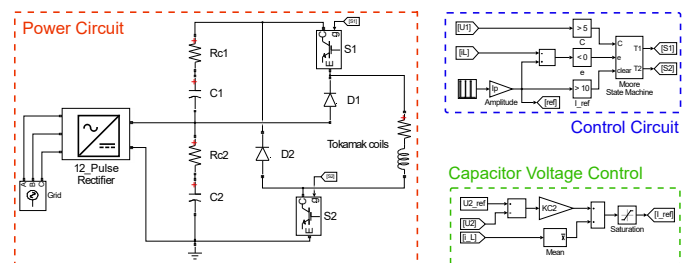 Power Circuit
[S1]
C
g
E
S1
Rc1
D1
C1
12_Pulse
Rectifier
A
B
C
Grid
Rc2
D2
Tokamak coils
[S2]
C
g
E
S2
C2
[U1]
> 5
C
[iL]
< 0
e
C
e
clear
T1
T2
[S1]
[S2]
Moore
State Machine
Ip
Amplitude
> 10
I_ref
[ref]
Control Circuit
Capacitor Voltage Control
U2_ref
[U2]
KC2
[i_L]
Mean
Saturation
[I_ref]